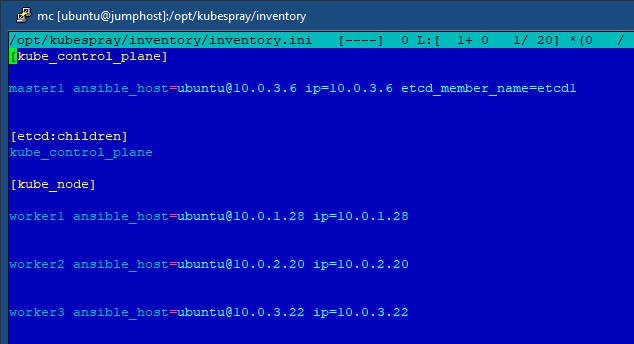 mc [ubuntu@jumphost]:/opt/kubespray/inventory
/opt/kubespray/inventory/inventory.ini   [----]  0 L:[  1+ 0   1/ 20] *(0   /
[kube_control_plane]
master1 ansible_host=ubuntu@10.0.3.6 ip=10.0.3.6 etcd_member_name=etcd1
[etcd:children]
kube_control_plane
[kube_node]
worker1 ansible_host=ubuntu@10.0.1.28 ip=10.0.1.28
worker2 ansible_host=ubuntu@10.0.2.20 ip=10.0.2.20
worker3 ansible_host=ubuntu@10.0.3.22 ip=10.0.3.22